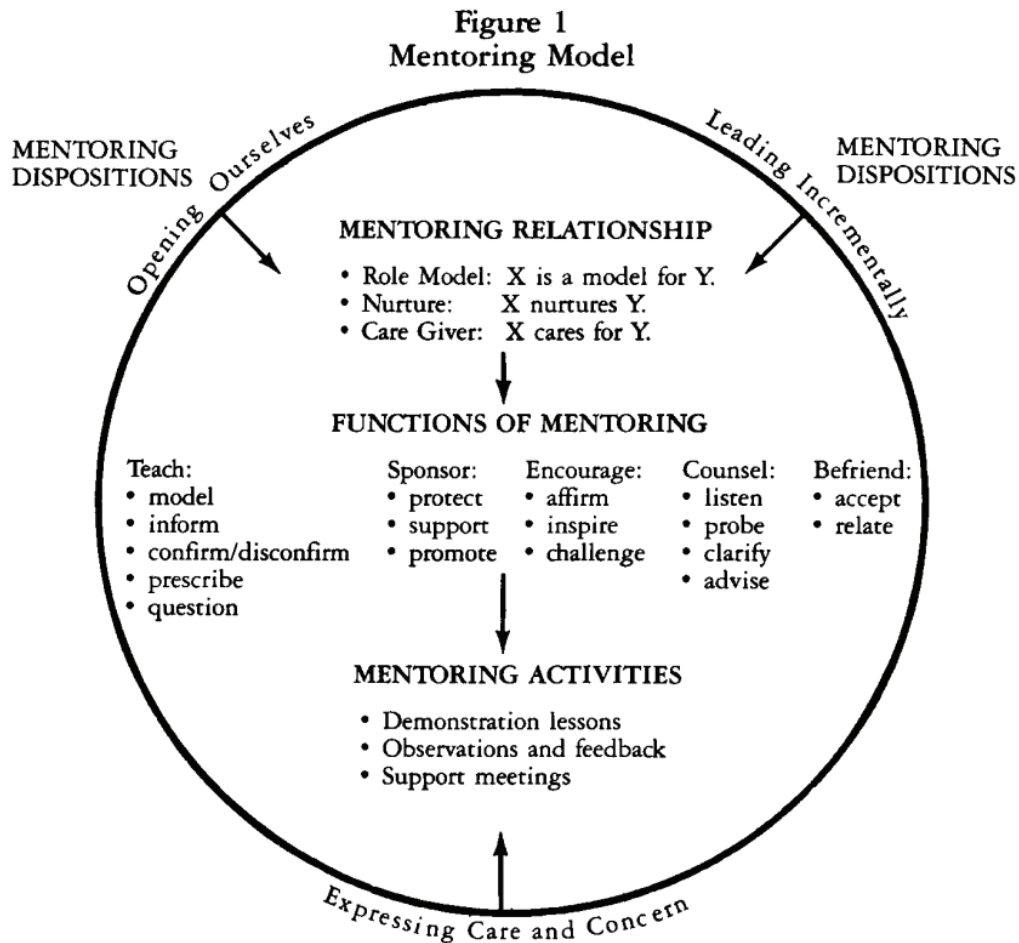 Figure 1
Mentoring Model
MENTORING
DISPOSITIONS
Opening Ourselves
Leading Incrementally
MENTORING
DISPOSITIONS
MENTORING RELATIONSHIP
• Role Model: X is a model for Y.
• Nurture: X nurtures Y.
• Care Giver: X cares for Y.
FUNCTIONS OF MENTORING
Teach:
• model
• inform
• confirm/disconfirm
• prescribe
• question
Sponsor:
• protect
• support
• promote
Encourage:
• affirm
• inspire
• challenge
Counsel:
• listen
• probe
• clarify
• advise
Befriend:
• accept
• relate
MENTORING ACTIVITIES
• Demonstration lessons
• Observations and feedback
• Support meetings
Expressing Care and Concern